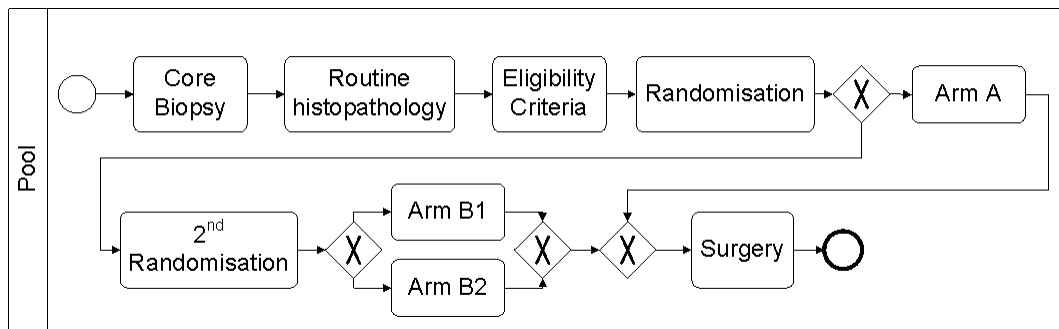 Pool
Core
Biopsy
Routine
histopathology
Eligibility
Criteria
Randomisation
X
Arm A
2nd
Randomisation
X
Arm B1
Arm B2
X
X
Surgery